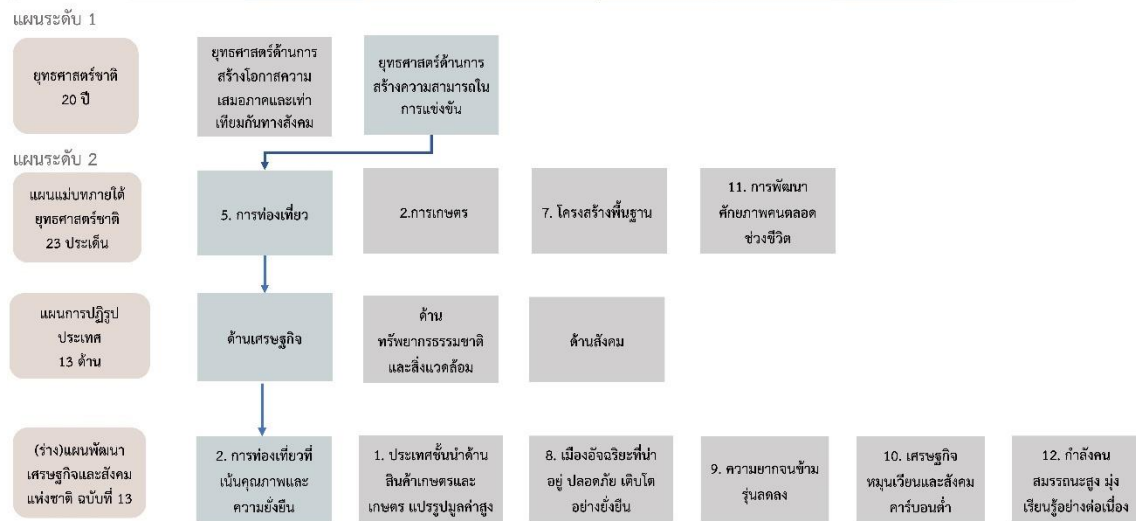 แผนระดับ 1
ยุทธศาสตร์ชาติ
20 ปี
ยุทธศาสตร์ด้านการ
สร้างโอกาสความ
เสมอภาคและเท่า
เทียมกันทางสังคม
ยุทธศาสตร์ด้านการ
สร้างความสามารถใน
การแข่งขัน
แผนระดับ 2
แผนแม่บทภายใต้
ยุทธศาสตร์ชาติ
23 ประเด็น
5. การท่องเที่ยว
2.การเกษตร
7. โครงสร้างพื้นฐาน
11. การพัฒนา
ศักยภาพคนตลอด
ช่วงชีวิต
แผนการปฏิรูป
ประเทศ
13 ด้าน
ด้านเศรษฐกิจ
ด้าน
ทรัพยากรธรรมชาติ
และสิ่งแวดล้อม
ด้านสังคม
(ร่าง)แผนพัฒนา
เศรษฐกิจและสังคม
แห่งชาติ ฉบับที่ 13
2. การท่องเที่ยวที่
เน้นคุณภาพและ
ความยั่งยืน
1. ประเทศชั้นนำด้าน
สินค้าเกษตรและ
เกษตร แปรรูปมูลค่าสูง
8. เมืองอัจฉริยะที่น่า
อยู่ ปลอดภัย เติบโต
อย่างยั่งยืน
9. ความยากจนข้าม
รุ่นลดลง
10. เศรษฐกิจ
หมุนเวียนและสังคม
คาร์บอนต่ำ
12. กำลังคน
สมรรถนะสูง มุ่ง
เรียนรู้อย่างต่อเนื่อง